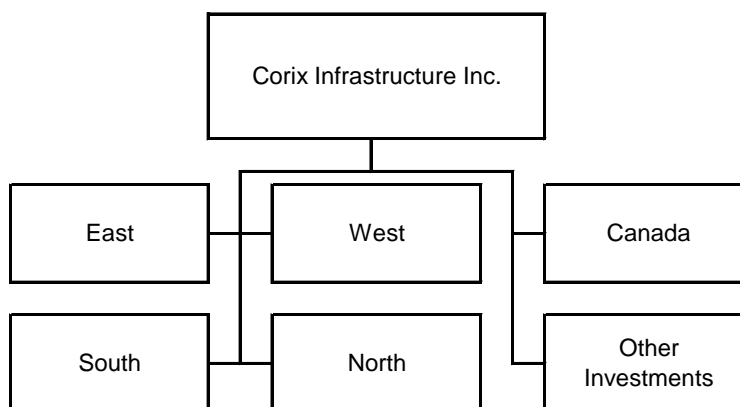 Corix Infrastructure Inc.
East
West
Canada
South
North
Other
Investments